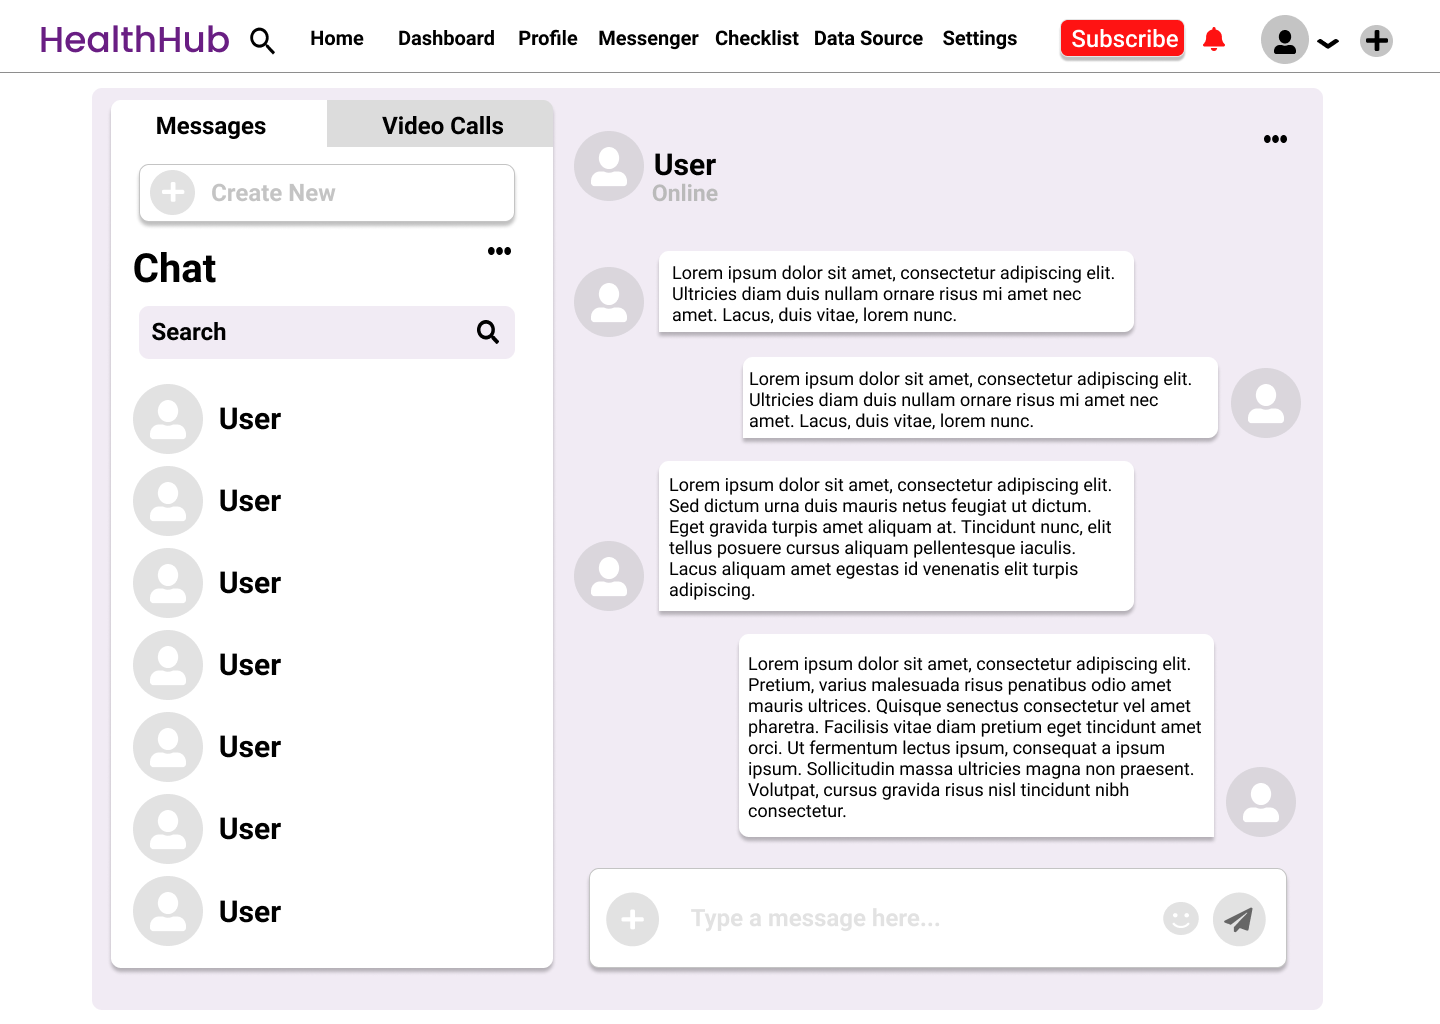 HealthHub Home Dashboard Profile Messenger Checklist Data Source Settings Subscribe
Messages Video Calls
Create New
Chat
Search
User
User
User
User
User
User
User
User
Online
Lorem ipsum dolor sit amet, consectetur adipiscing elit.
Ultricies diam duis nullam ornare risus mi amet nec
amet. Lacus, duis vitae, lorem nunc.
Lorem ipsum dolor sit amet, consectetur adipiscing elit.
Ultricies diam duis nullam ornare risus mi amet nec
amet. Lacus, duis vitae, lorem nunc.
Lorem ipsum dolor sit amet, consectetur adipiscing elit.
Sed dictum urna duis mauris netus feugiat ut dictum.
Eget gravida turpis amet aliquam at. Tincidunt nunc, elit
tellus posuere cursus aliquam pellentesque iaculis.
Lacus aliquam amet egestas id venenatis elit turpis
adipiscing.
Lorem ipsum dolor sit amet, consectetur adipiscing elit.
Pretium, varius malesuada risus penatibus odio amet
mauris ultrices. Quisque senectus consectetur vel amet
pharetra. Facilisis vitae diam pretium eget tincidunt amet
orci. Ut fermentum lectus ipsum, consequat a ipsum
ipsum. Sollicitudin massa ultricies magna non praesent.
Volutpat, cursus gravida risus nisl tincidunt nibh
consectetur.
Type a message here...